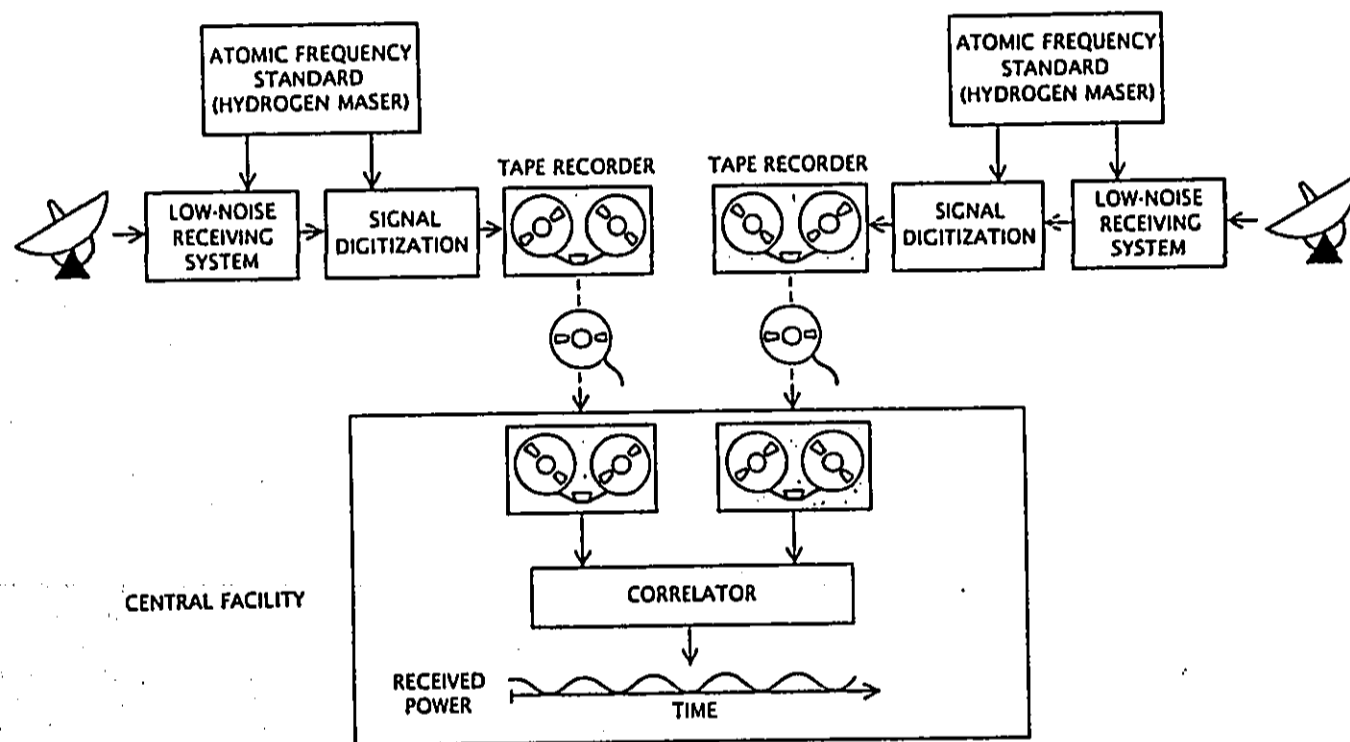 ATOMIC FREQUENCY
STANDARD
(HYDROGEN MASER)
ATOMIC FREQUENCY
STANDARD
(HYDROGEN MASER)
TAPE RECORDER
TAPE RECORDER
LOW-NOISE
RECEIVING
SYSTEM
SIGNAL
DIGITIZATION
SIGNAL
DIGITIZATION
LOW-NOISE
RECEIVING
SYSTEM
CENTRAL FACILITY
CORRELATOR
RECEIVED
POWER
TIME